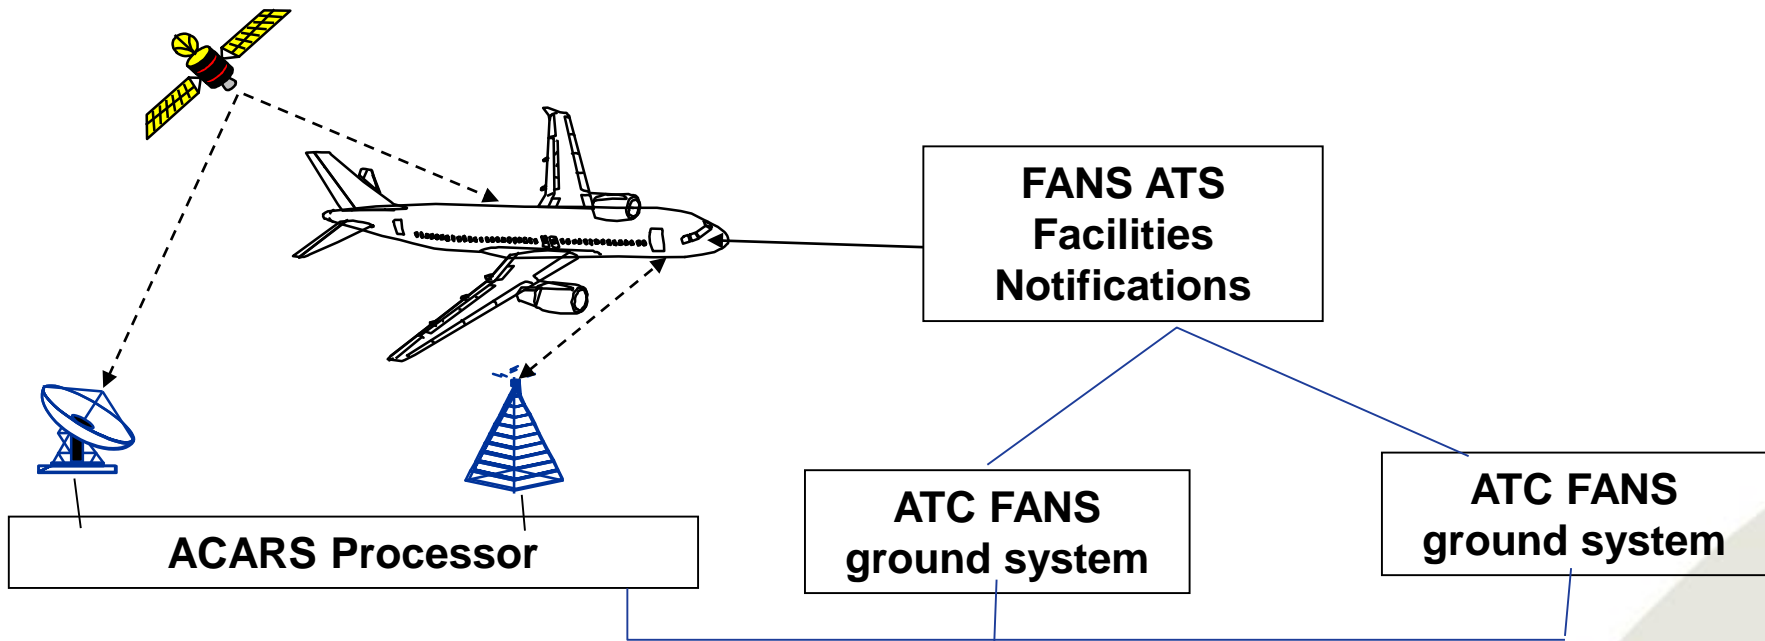 FANS ATS
Facilities
Notifications
ATC FANS
ground system
ATC FANS
ground system
ACARS Processor